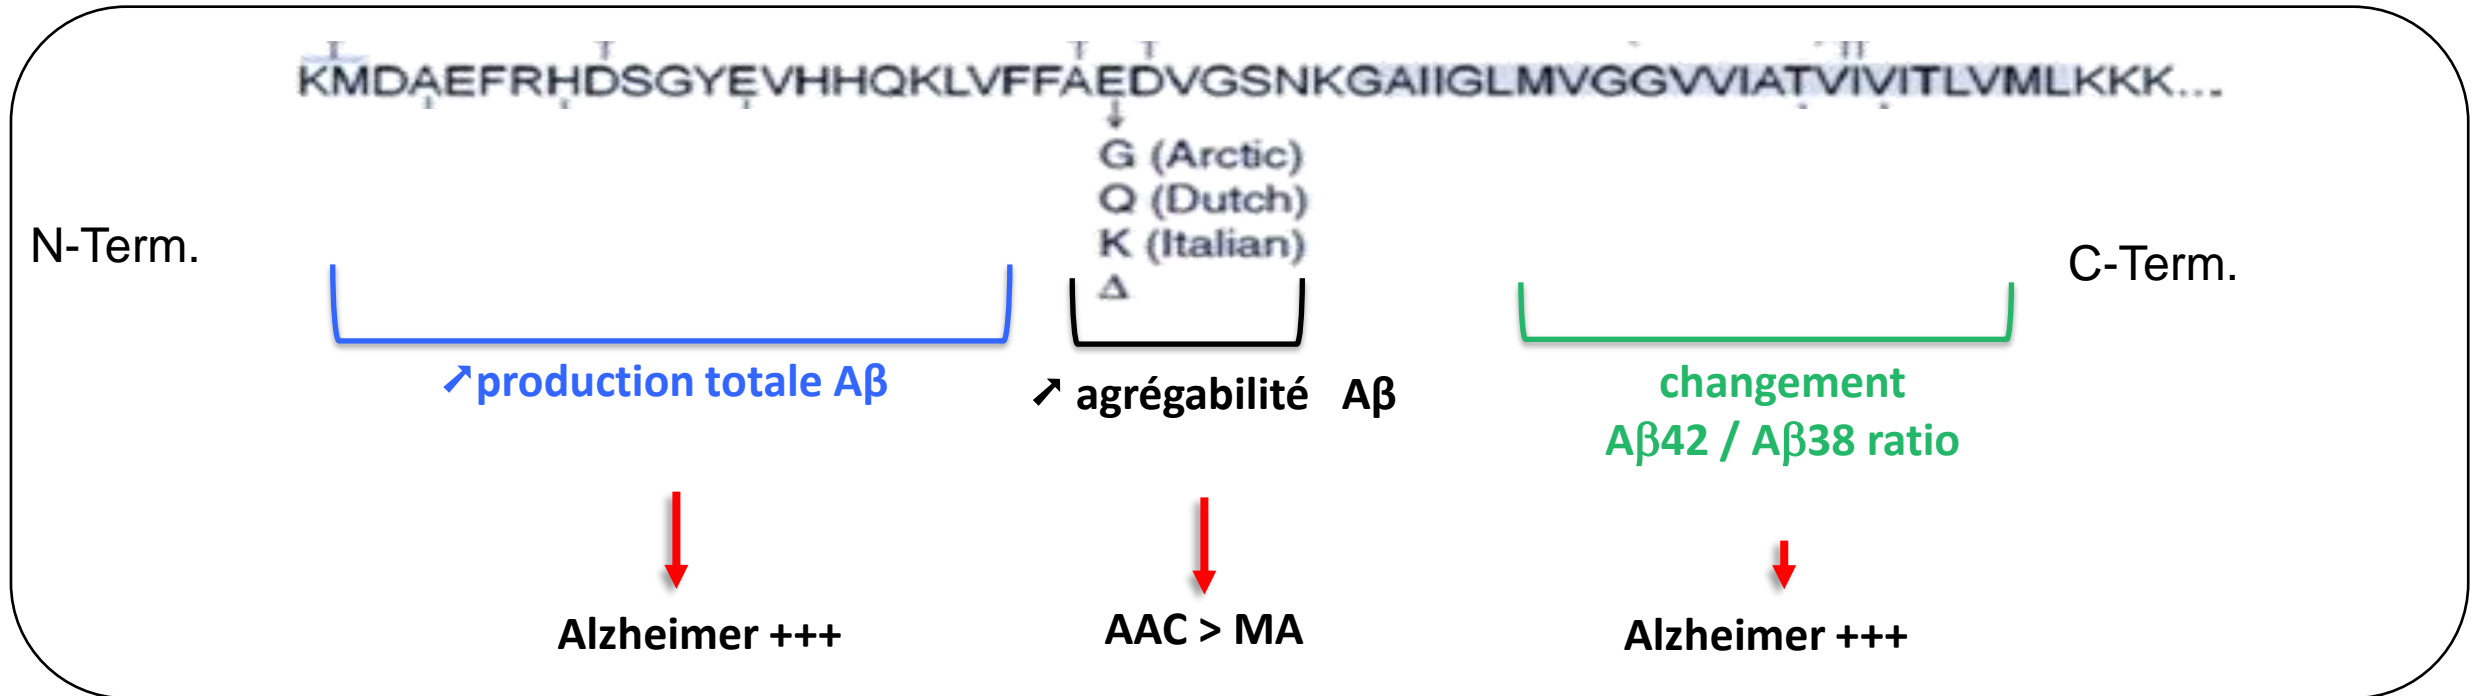 KMDAEFRHDSGYEVHHQKLVFFAEDVGSNKGAIIGLMVGGVVIATVIVITLVMLKKK...
G (Arctic)
Q (Dutch)
K (Italian)
Δ
N-Term.
C-Term.
↗production totale Aβ
↗ agrégabilité Aβ
changement
Aβ42 / Aβ38 ratio
Alzheimer +++
AAC > MA
Alzheimer +++